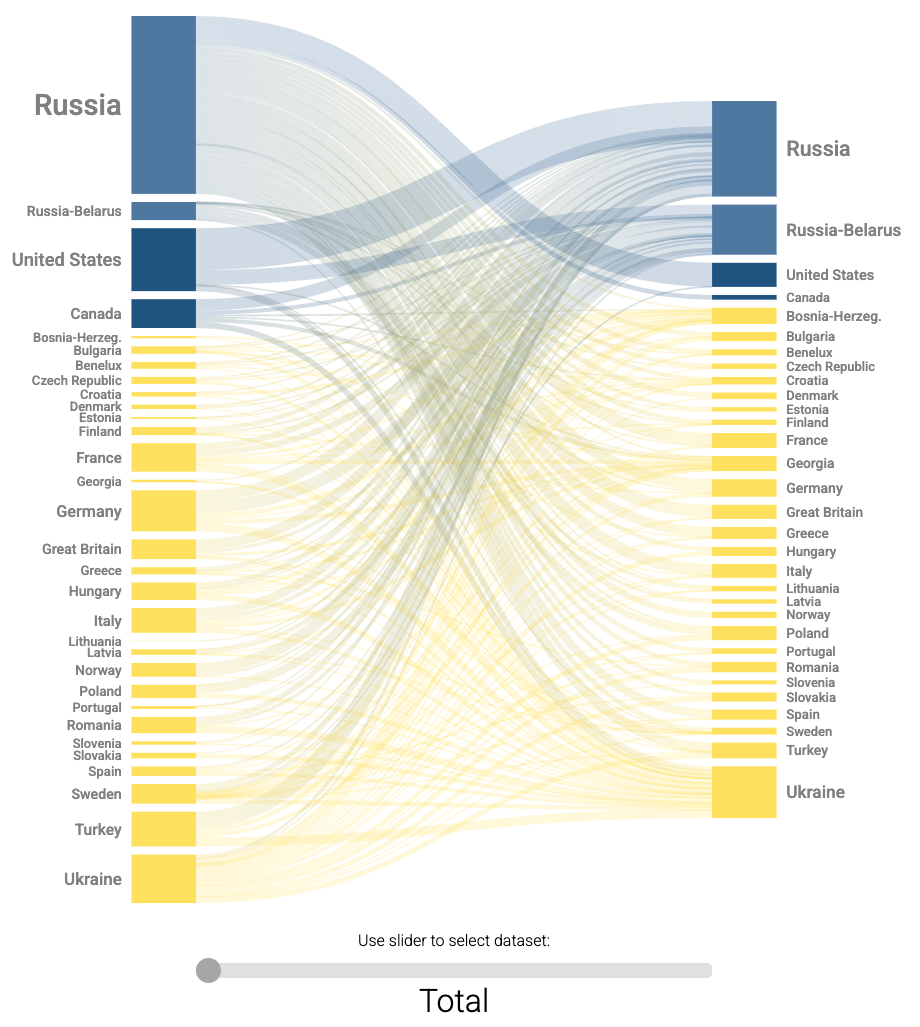 Russia
Russia-Belarus
United States
Canada
Bosnia-Herzeg.
Bulgaria
Benelux
Czech Republic
Croatia
Denmark
Estonia
Finland
France
Georgia
Germany
Great Britain
Greece
Hungary
Italy
Lithuania
Latvia
Norway
Poland
Portugal
Romania
Slovenia
Slovakia
Spain
Sweden
Turkey
Ukraine
Russia
Russia-Belarus
United States
Canada
Bosnia-Herzeg.
Bulgaria
Benelux
Czech Republic
Croatia
Denmark
Estonia
Finland
France
Georgia
Germany
Great Britain
Greece
Hungary
Italy
Lithuania
Latvia
Norway
Poland
Portugal
Romania
Slovenia
Slovakia
Spain
Sweden
Turkey
Ukraine
Use slider to select dataset:
Total